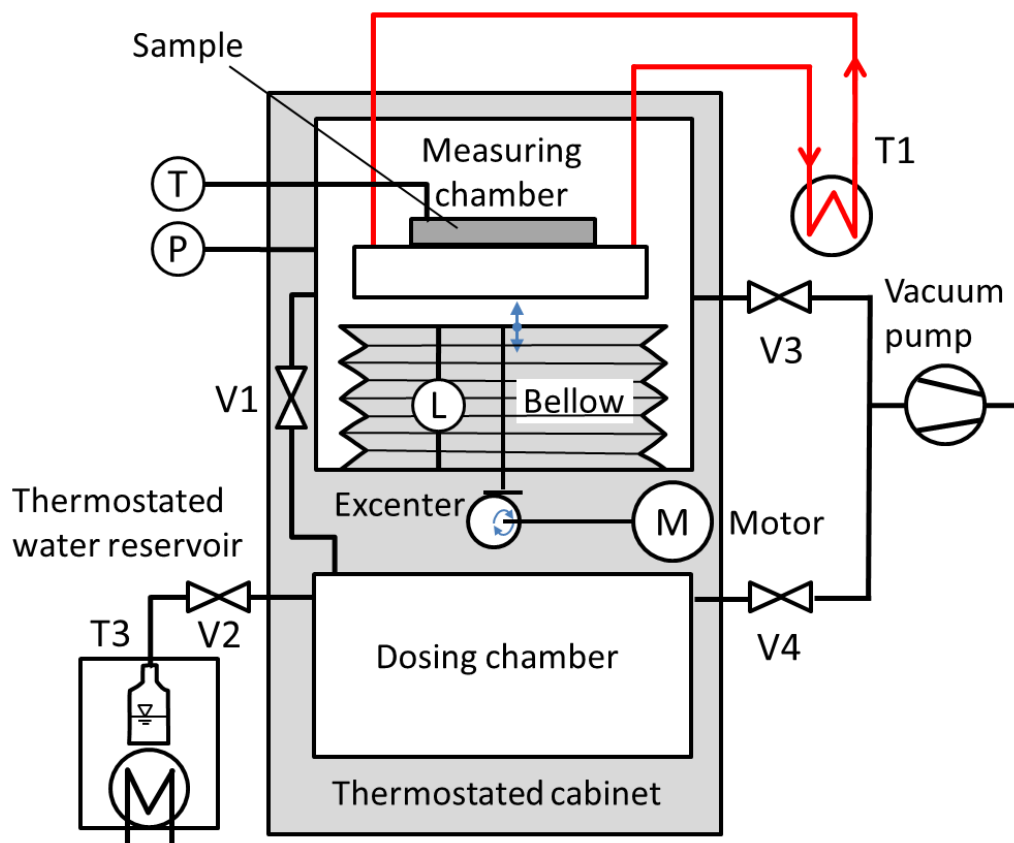 Sample
Measuring
chamber
T1
T
P
Vacuum
pump
V3
V1
L
Bellow
Excenter
M
Motor
Thermostated
water reservoir
T3
V2
V4
Dosing chamber
Thermostated cabinet